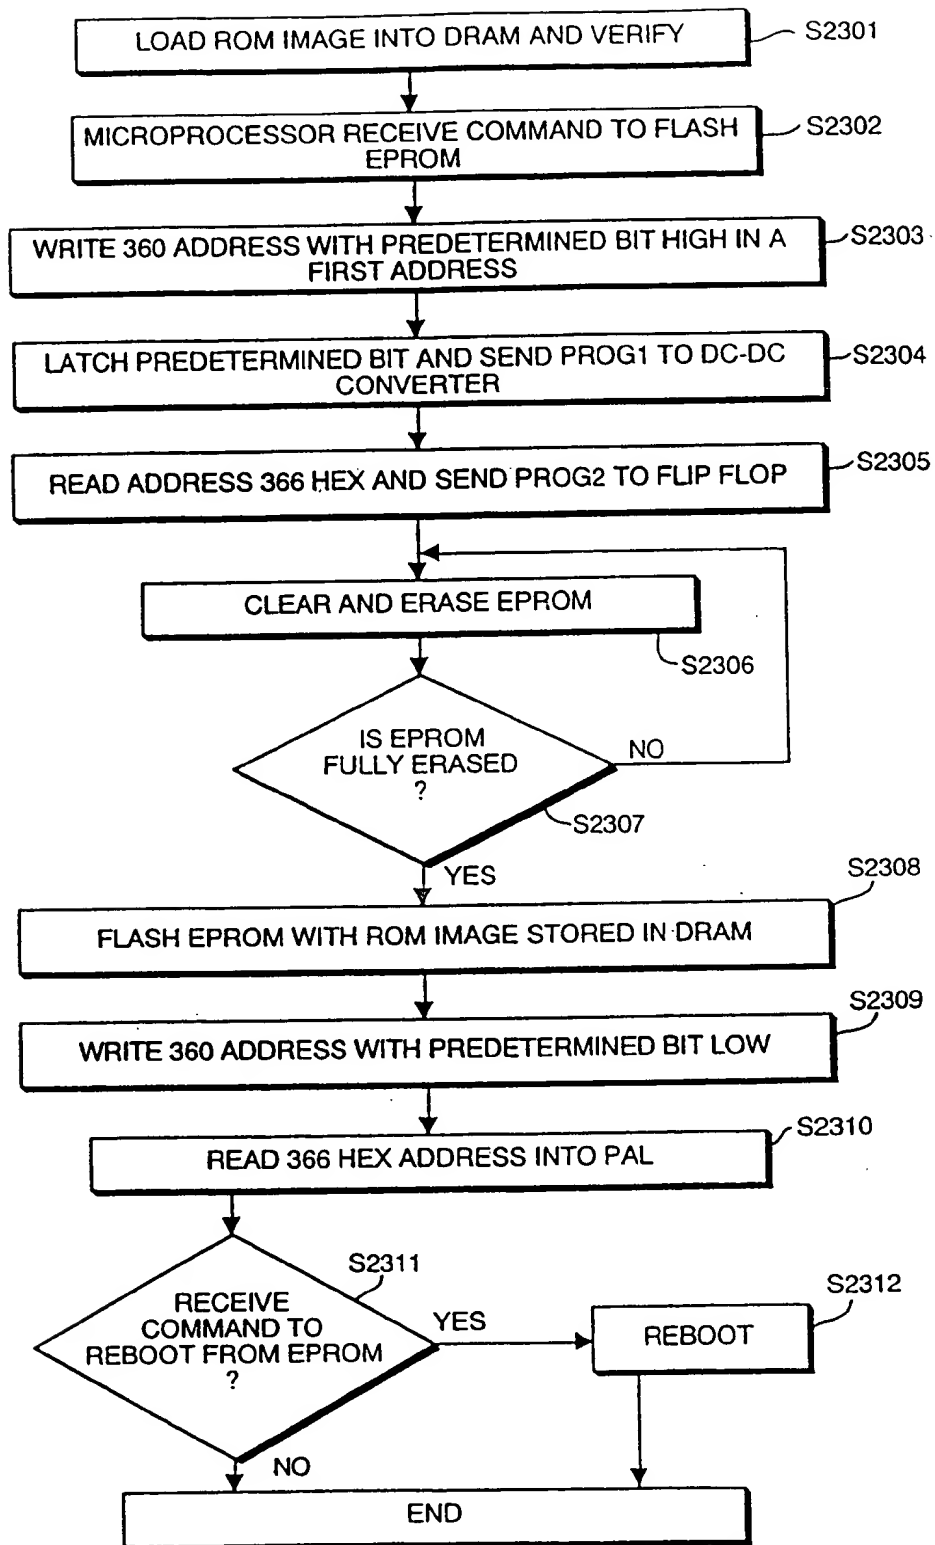 LOAD ROM IMAGE INTO DRAM AND VERIFY
S2301
MICROPROCESSOR RECEIVE COMMAND TO FLASH
EPROM
S2302
WRITE 360 ADDRESS WITH PREDETERMINED BIT HIGH IN A
FIRST ADDRESS
S2303
LATCH PREDETERMINED BIT AND SEND PROG1 TO DC-DC
CONVERTER
S2304
READ ADDRESS 366 HEX AND SEND PROG2 TO FLIP FLOP
S2305
CLEAR AND ERASE EPROM
S2306
IS EPROM
FULLY ERASED
?
NO
S2307
YES
S2308
FLASH EPROM WITH ROM IMAGE STORED IN DRAM
S2309
WRITE 360 ADDRESS WITH PREDETERMINED BIT LOW
S2310
READ 366 HEX ADDRESS INTO PAL
S2311
RECEIVE
COMMAND TO
REBOOT FROM EPROM
?
YES
S2312
REBOOT
NO
END